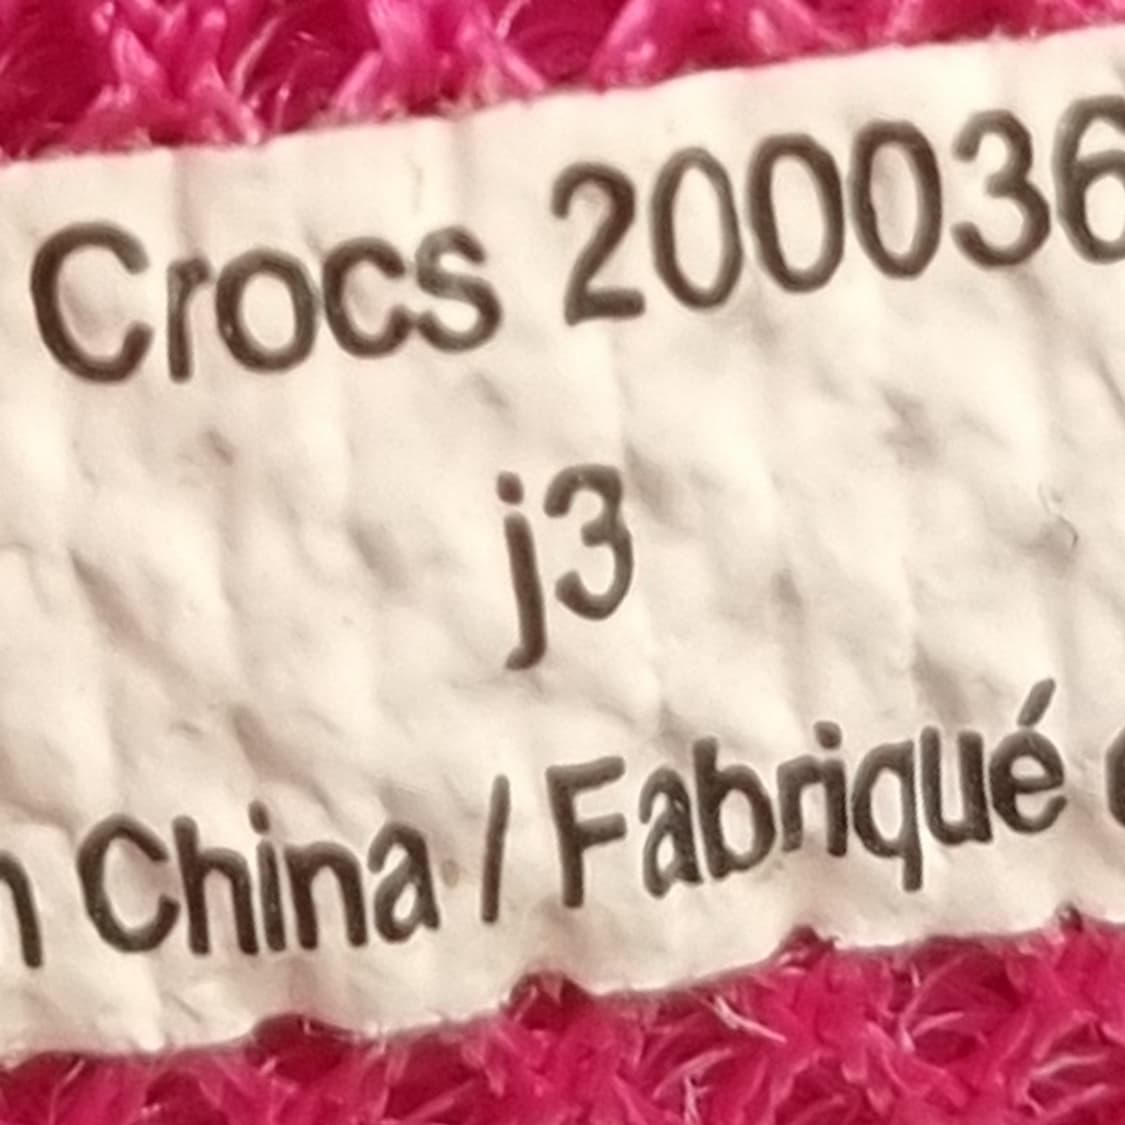 Crocs 200036
j3
n China / Fabriqué